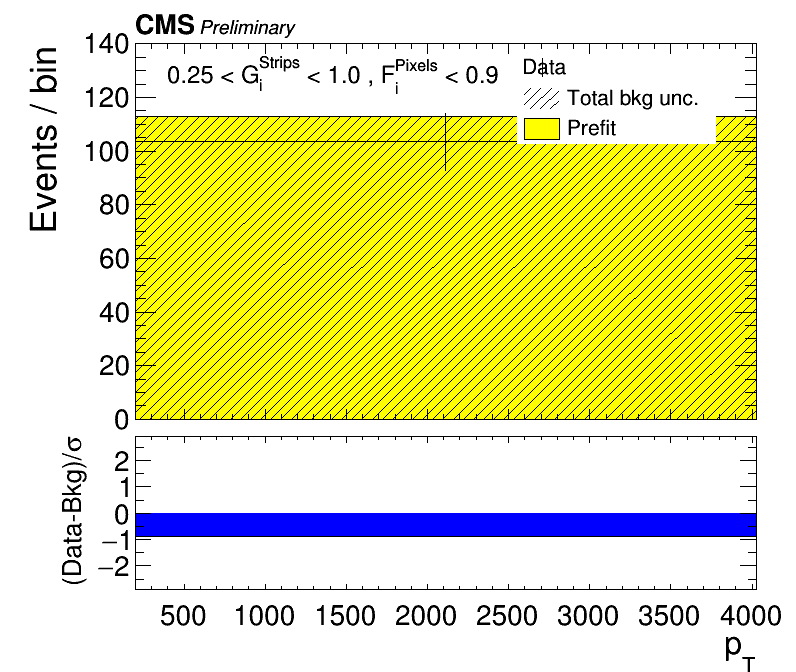 CMS Preliminary
140
120
100
80
60
40
20
0
Events / bin
0.25 < G_i^Strips < 1.0 , F_i^Pixels < 0.9
Data
Total bkg unc.
Prefit
(Data-Bkg)/σ
2
1
0
−1
−2
500 1000 1500 2000 2500 3000 3500 4000
p_T